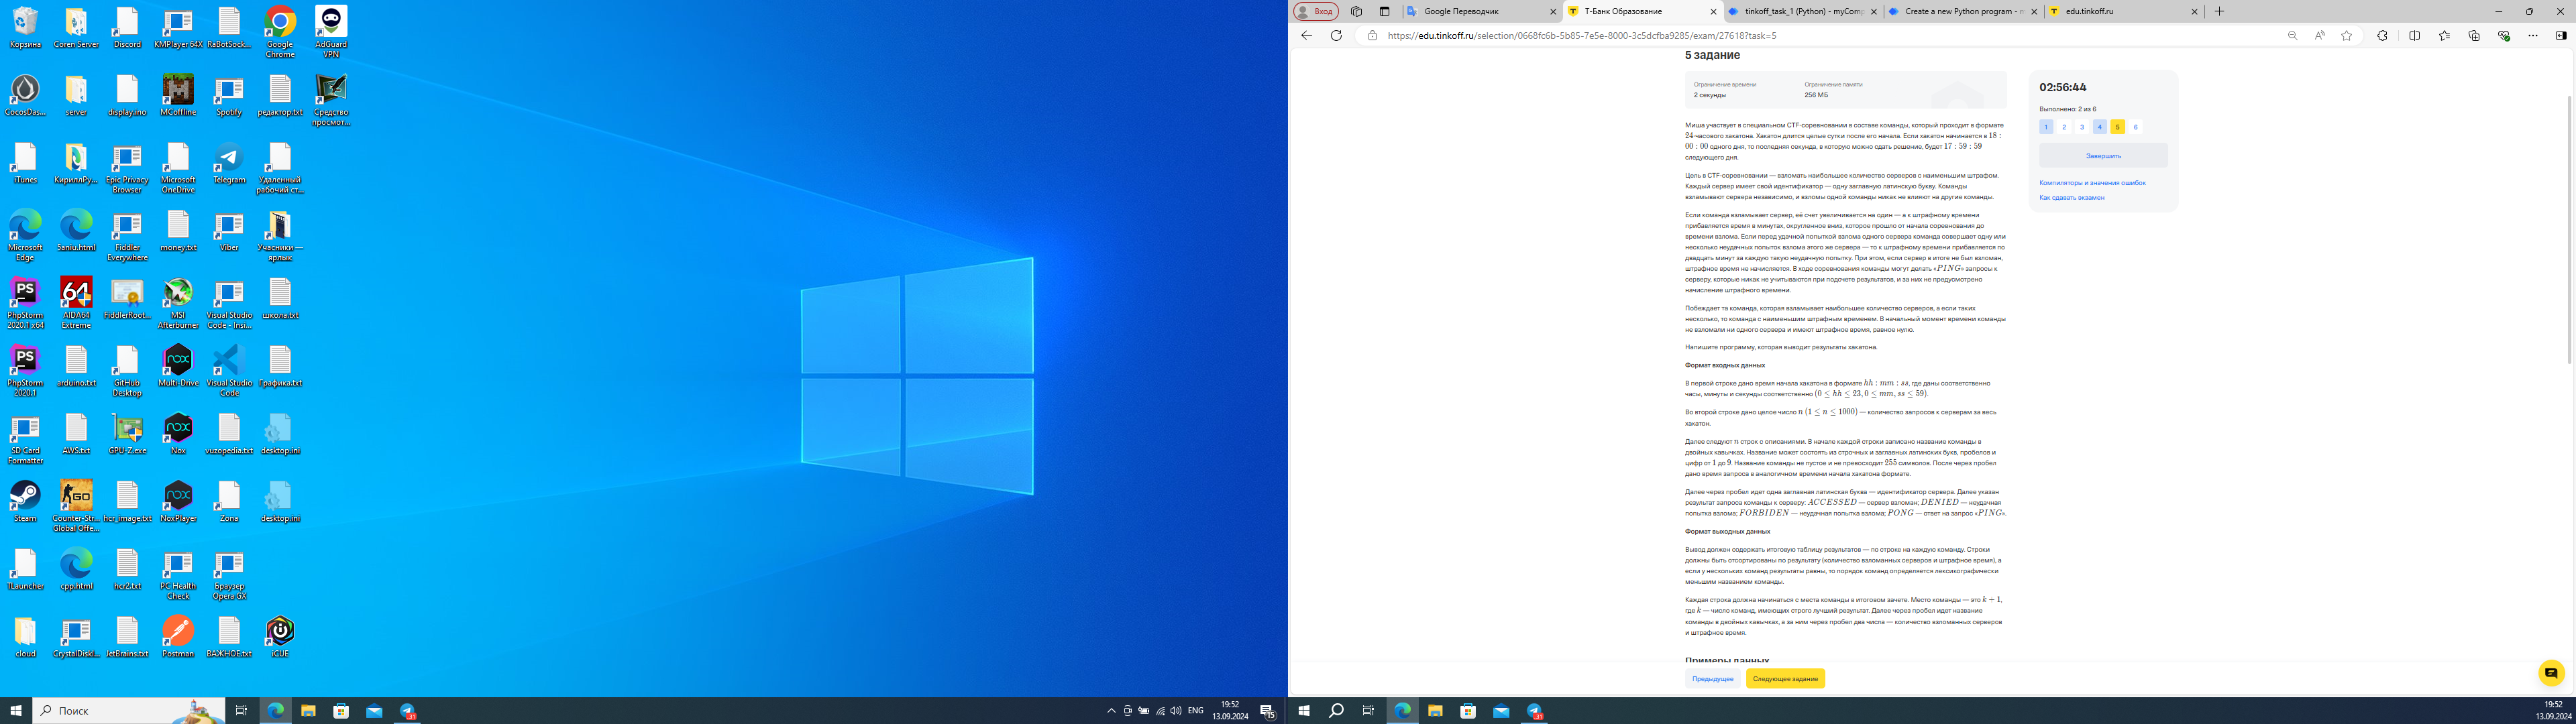 Корзина
Goren Server
Discord
KMPlayer 64X
RaBotSock...
Google Chrome
AdGuard VPN
CocosDas...
server
display.ino
MCoffline
Spotify
редактор.txt
Средство просмот...
iTunes
КириллРу...
Epic Privacy Browser
Microsoft OneDrive
Telegram
Удаленный рабочий ст...
Microsoft Edge
Saniu.html
Fiddler Everywhere
money.txt
Viber
Учасники — ярлык
PhpStorm 2020.1 x64
AIDA64 Extreme
FiddlerRoot...
MSI Afterburner
Visual Studio Code - Insi...
школа.txt
PhpStorm 2020.1
arduino.txt
GitHub Desktop
Multi-Drive
Visual Studio Code
Графика.txt
SD Card Formatter
AWS.txt
GPU-Z.exe
Nox
vuzopedia.txt
desktop.ini
Steam
Counter-Str... Global Offe...
hcr_image.txt
NoxPlayer
Zona
desktop.ini
TLauncher
cpp.html
hcr2.txt
PC Health Check
Браузер Opera GX
cloud
CrystalDiskI...
JetBrains.txt
Postman
ВАЖНОЕ.txt
iCUE
Поиск
ENG
19:52
13.09.2024
15
Вход
Google Переводчик
Т-Банк Образование
tinkoff_task_1 (Python) - myComp
Create a new Python program - m
edu.tinkoff.ru
https://edu.tinkoff.ru/selection/0668fc6b-5b85-7e5e-8000-3c5dcfba9285/exam/27618?task=5
5 задание
Ограничение времени
2 секунды
Ограничение памяти
256 МБ
Миша участвует в специальном CTF-соревновании в составе команды, который проходит в формате
24 часового хакатона. Хакатон длится целые сутки после его начала. Если хакатон начинается в 18 :
00 : 00 одного дня, то последняя секунда, в которую можно сдать решение, будет 17 : 59 : 59
следующего дня.
Цель в CTF-соревновании — взломать наибольшее количество серверов с наименьшим штрафом.
Каждый сервер имеет свой идентификатор — одну заглавную латинскую букву. Команды
взламывают сервера независимо, и взломы одной команды никак не влияют на другие команды.
Если команда взламывает сервер, её счет увеличивается на один — а к штрафному времени
прибавляется время в минутах, округленное вниз, которое прошло от начала соревнования до
времени взлома. Если перед удачной попыткой взлома одного сервера команда совершает одну или
несколько неудачных попыток взлома этого же сервера — то к штрафному времени прибавляется по
двадцать минут за каждую такую неудачную попытку. При этом, если сервер в итоге не был взломан,
штрафное время не начисляется. В ходе соревнования команды могут делать «PING» запросы к
серверу, которые никак не учитываются при подсчете результатов, и за них не предусмотрено
начисление штрафного времени.
Побеждает та команда, которая взламывает наибольшее количество серверов, а если таких
несколько, то команда с наименьшим штрафным временем. В начальный момент времени команды
не взломали ни одного сервера и имеют штрафное время, равное нулю.
Напишите программу, которая выводит результаты хакатона.
Формат входных данных
В первой строке дано время начала хакатона в формате hh : mm : ss, где даны соответственно
часы, минуты и секунды соответственно (0 ≤ hh ≤ 23, 0 ≤ mm, ss ≤ 59).
Во второй строке дано целое число n (1 ≤ n ≤ 1000) — количество запросов к серверам за весь
хакатон.
Далее следуют n строк с описаниями. В начале каждой строки записано название команды в
двойных кавычках. Название может состоять из строчных и заглавных латинских букв, пробелов и
цифр от 1 до 9. Название команды не пустое и не превосходит 255 символов. После через пробел
дано время запроса в аналогичном времени начала хакатона формате.
Далее через пробел идет одна заглавная латинская буква — идентификатор сервера. Далее указан
результат запроса команды к серверу: ACCESSED — сервер взломан; DENIED — неудачная
попытка взлома; FORBIDEN — неудачная попытка взлома; PONG — ответ на запрос «PING».
Формат выходных данных
Вывод должен содержать итоговую таблицу результатов — по строке на каждую команду. Строки
должны быть отсортированы по результату (количество взломанных серверов и штрафное время), а
если у нескольких команд результаты равны, то порядок команд определяется лексикографически
меньшим названием команды.
Каждая строка должна начинаться с места команды в итоговом зачете. Место команды — это k + 1,
где k — число команд, имеющих строго лучший результат. Далее через пробел идет название
команды в двойных кавычках, а за ним через пробел два числа — количество взломанных серверов
и штрафное время.
Примеры данных
Предыдущее
Следующее задание
02:56:44
Выполнено: 2 из 6
1 2 3 4 5 6
Завершить
Компиляторы и значения ошибок
Как сдавать экзамен
19:52
13.09.2024